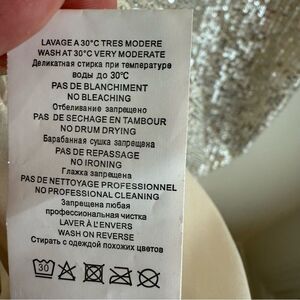 LAVAGE A 30°C TRES MODERE
WASH AT 30°C VERY MODERATE
Деликатная стирка при температуре
воды до 30°C
PAS DE BLANCHIMENT
NO BLEACHING
Отбеливание запрещено
PAS DE SECHAGE EN TAMBOUR
NO DRUM DRYING
Барабанная сушка запрещена
PAS DE REPASSAGE
NO IRONING
Глажка запрещена
PAS DE NETTOYAGE PROFESSIONNEL
NO PROFESSIONAL CLEANING
Запрещена любая
профессиональная чистка
LAVER À L'ENVERS
WASH ON REVERSE
Стирать с одеждой похожих цветов
30